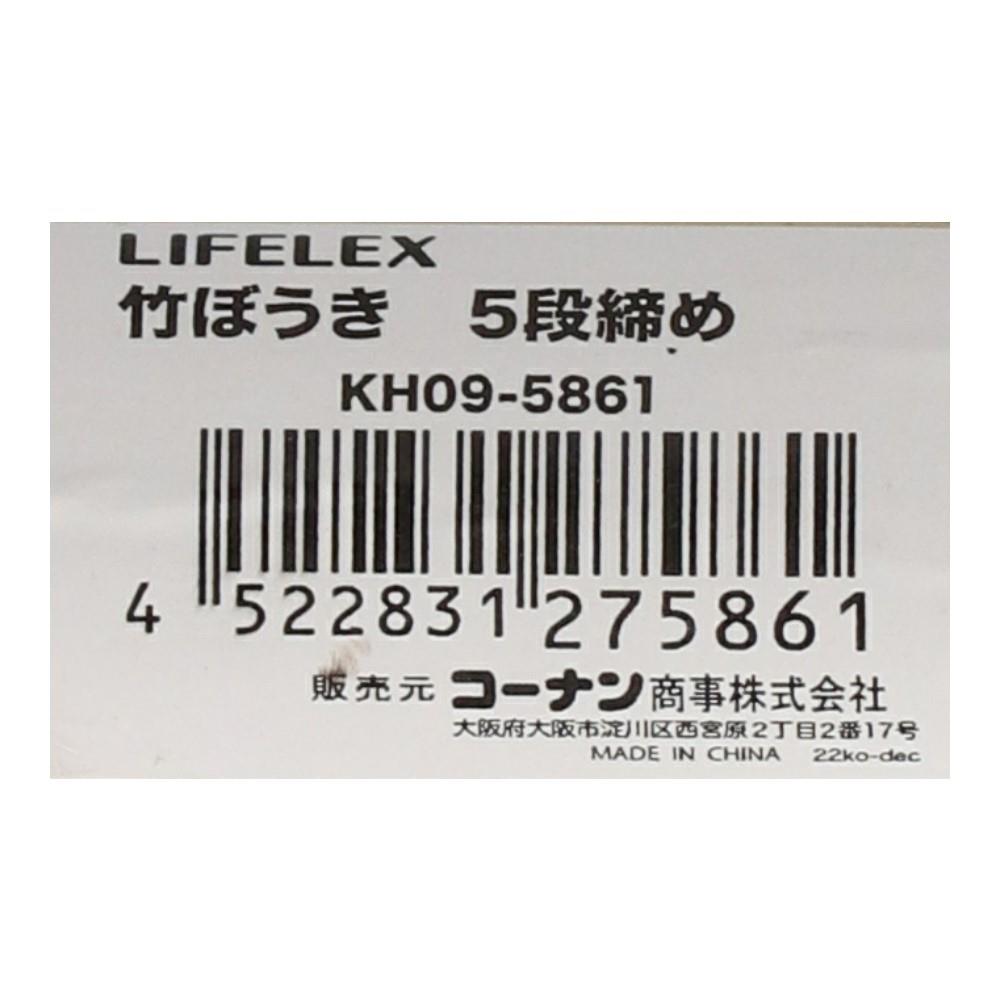 LIFELEX
竹ぼうき　5段締め
KH09-5861
4 522831 275861
販売元 コーナン商事株式会社
大阪府大阪市淀川区西宮原2丁目2番17号
MADE IN CHINA 22ko-dec